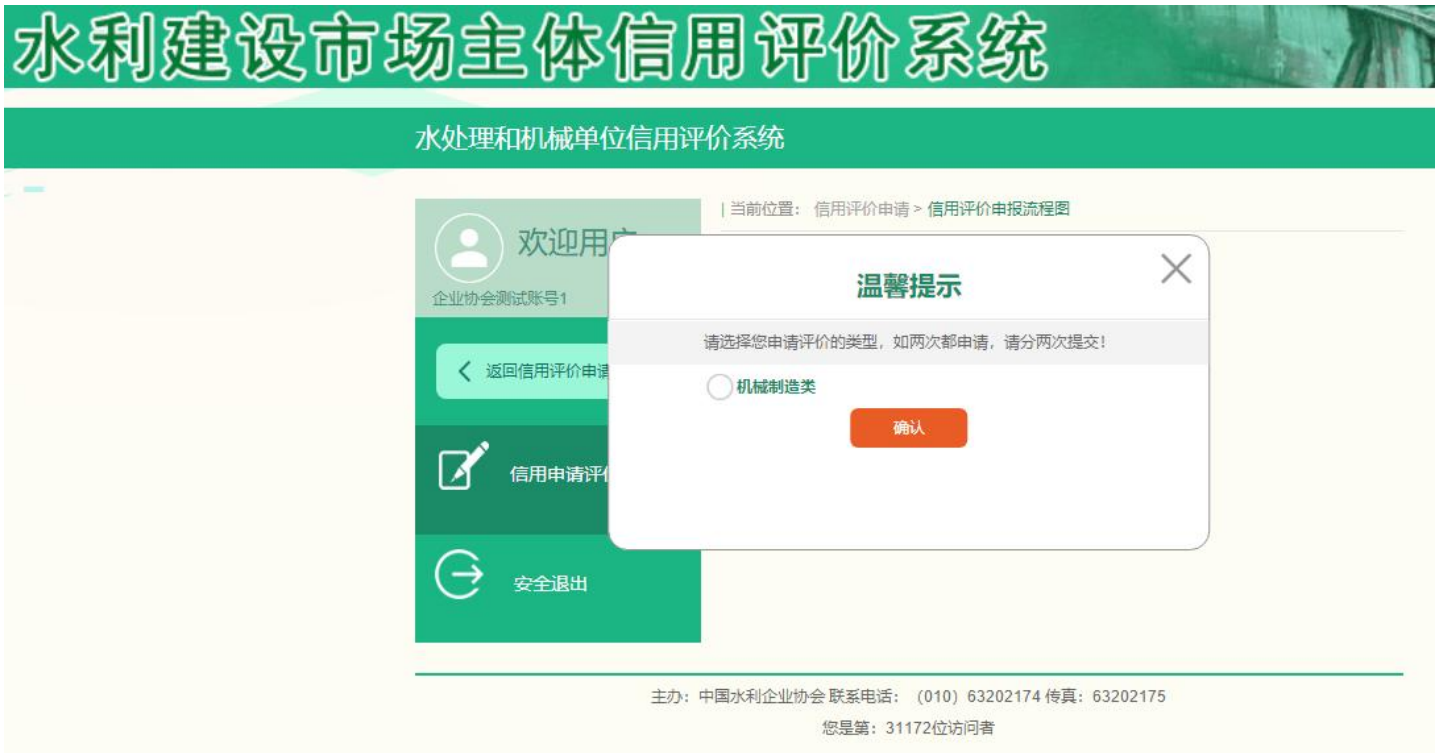 水利建设市场主体信用评价系统
水处理和机械单位信用评价系统
|当前位置： 信用评价申请 > 信用评价申报流程图
欢迎用
企业协会测试账号1
返回信用评价申请
信用申请评
安全退出
温馨提示
请选择您申请评价的类型，如两次都申请，请分两次提交！
机械制造类
确认
主办：中国水利企业协会 联系电话：（010）63202174 传真：63202175
您是第：31172位访问者